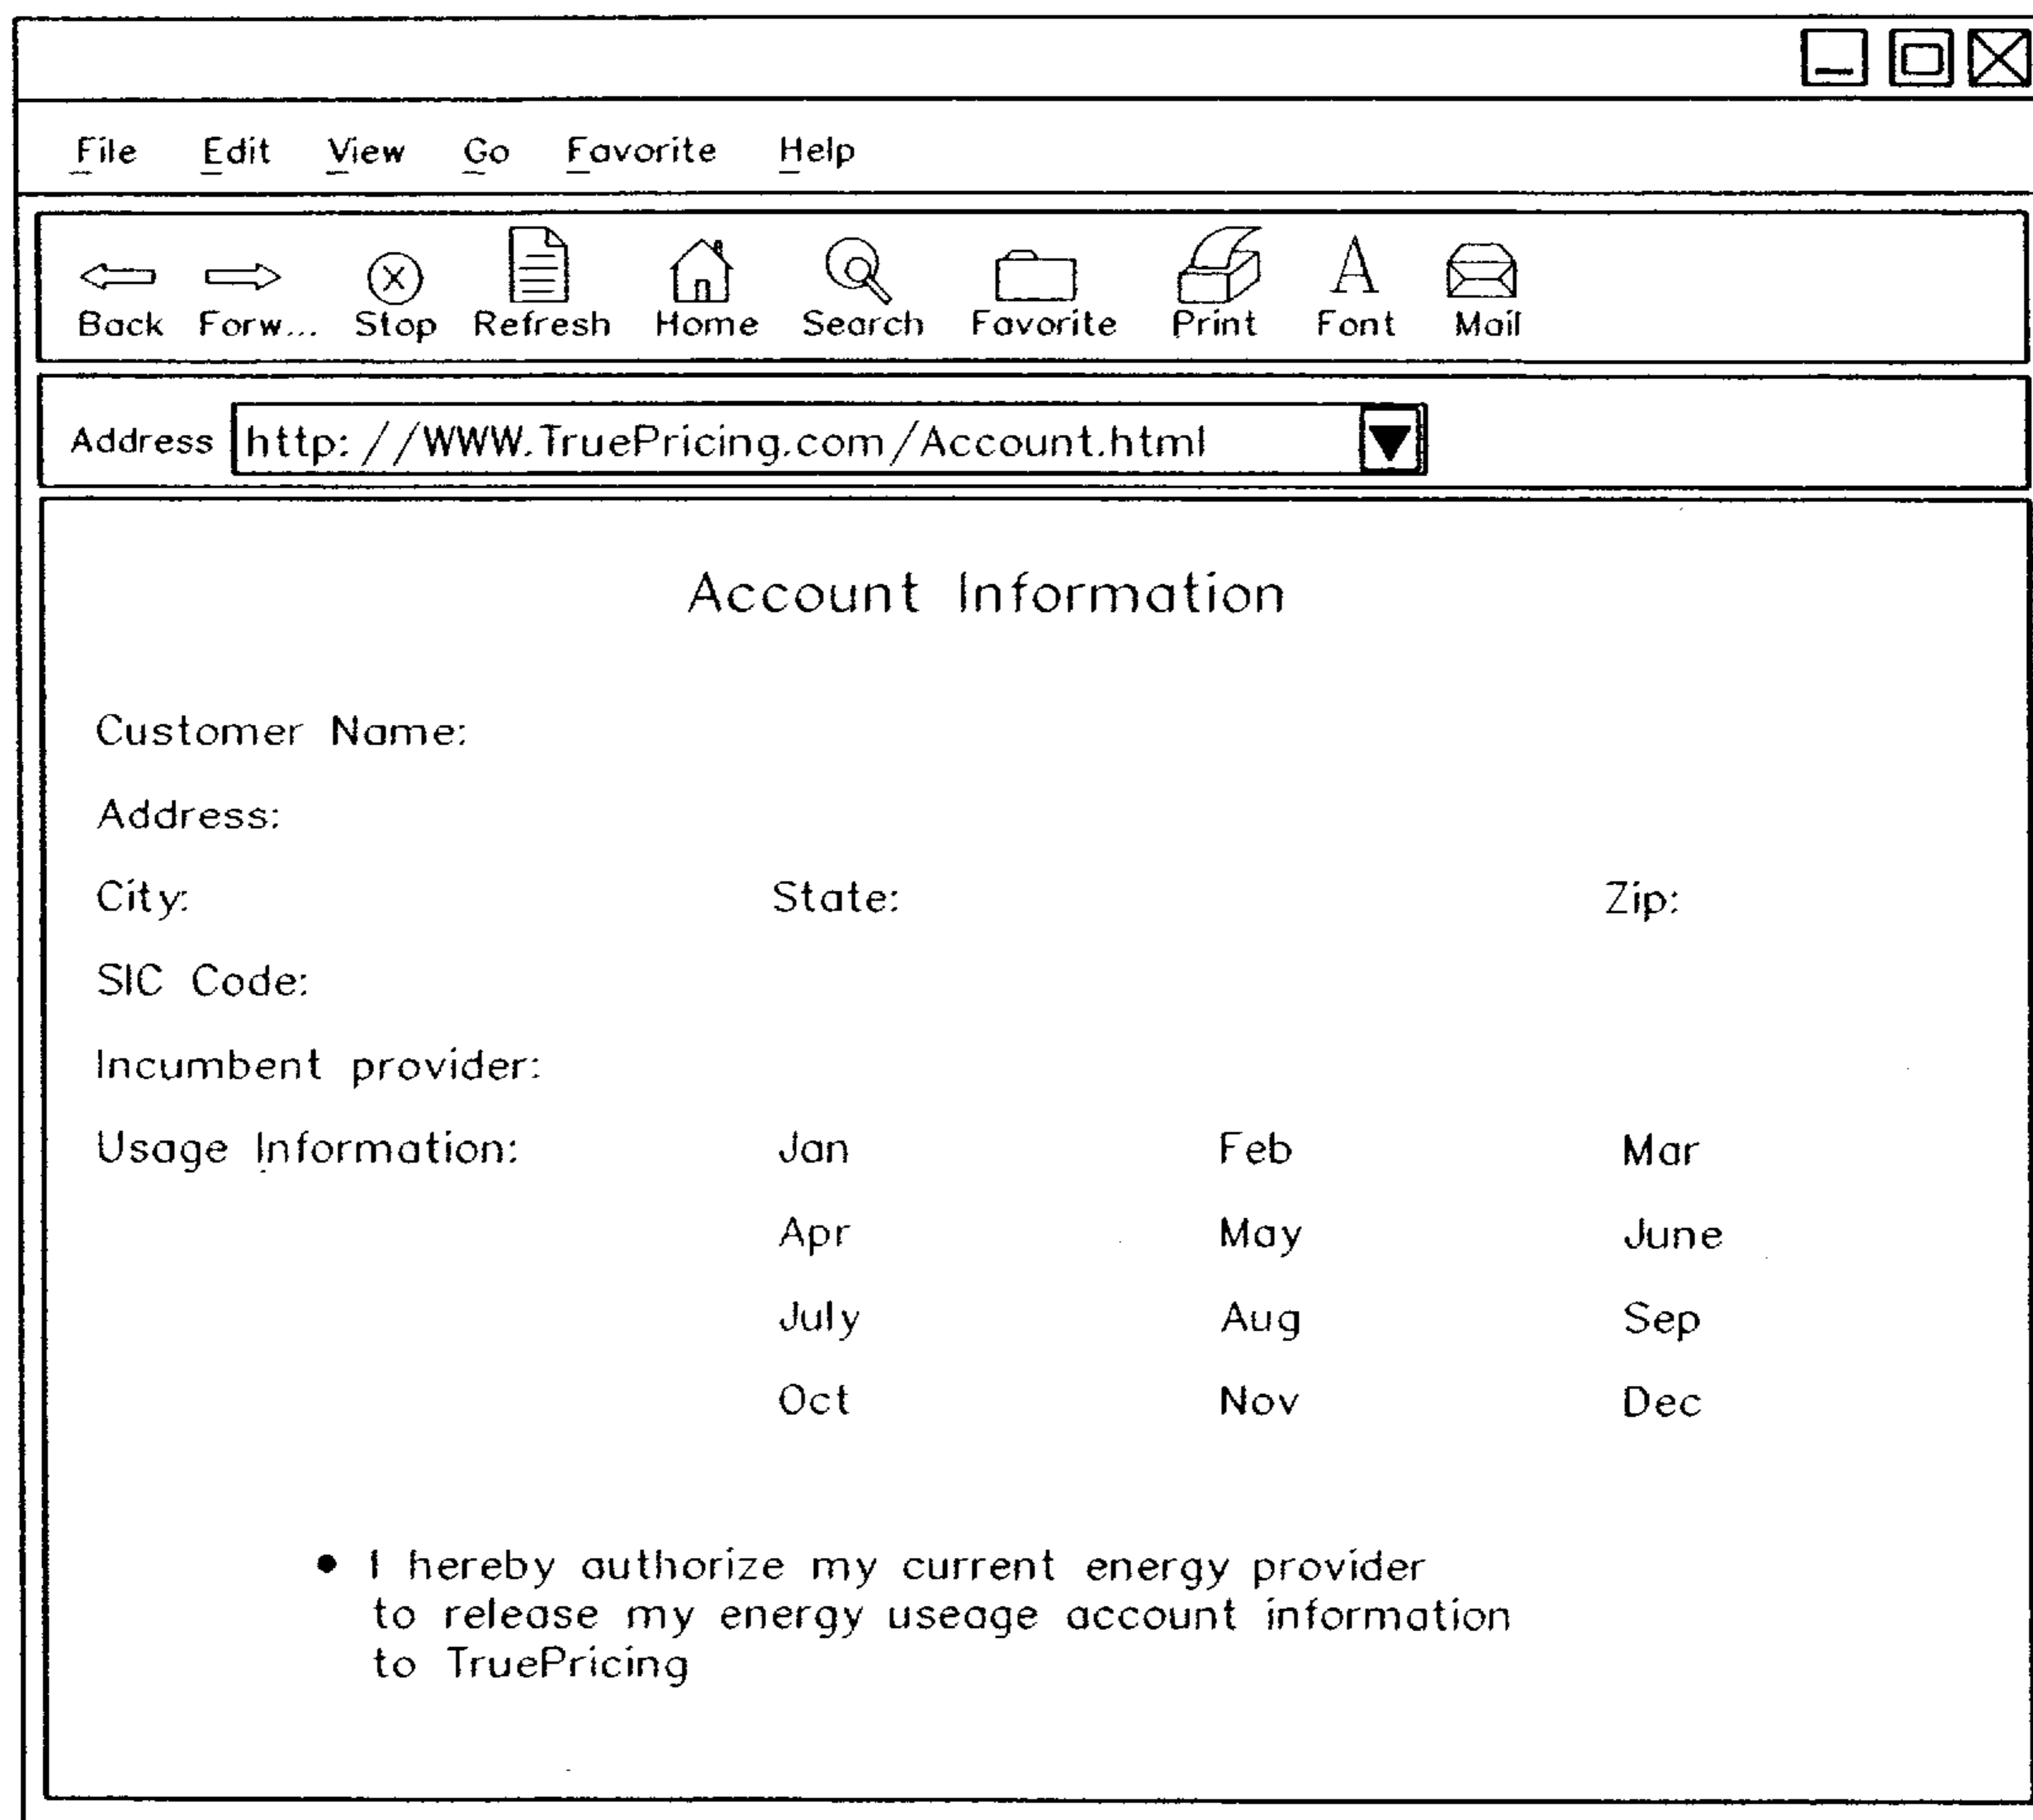 File Edit View Go Favorite Help
Back Forw... Stop Refresh Home Search Favorite Print Font Mail
Address http: //WWW.TruePricing.com/Account.html
Account Information
Customer Name:
Address:
City: State: Zip:
SIC Code:
Incumbent provider:
Usage Information: Jan Feb Mar
Apr May June
July Aug Sep
Oct Nov Dec
• I hereby authorize my current energy provider
to release my energy useage account information
to TruePricing